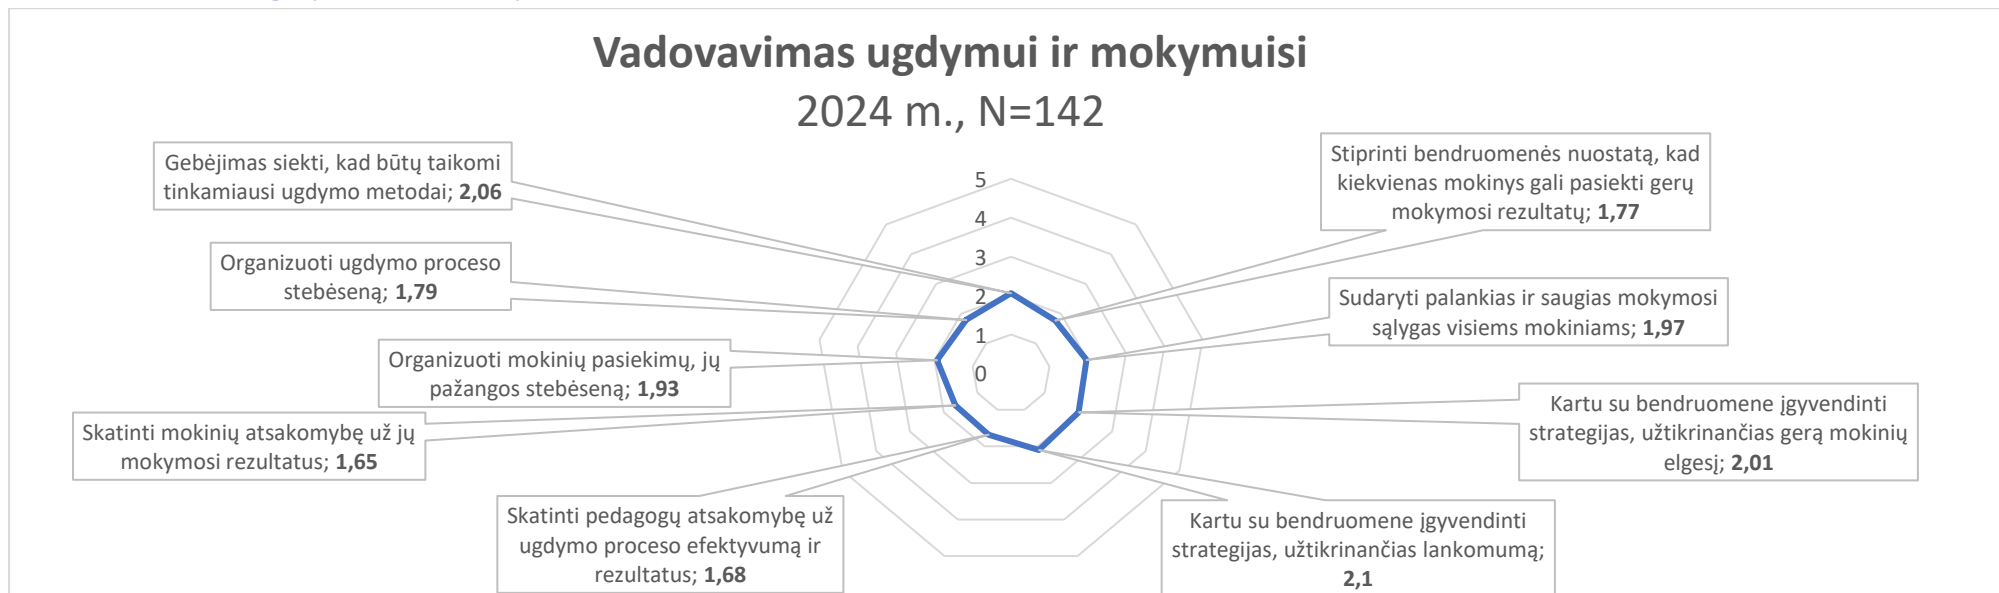 Vadovavimas ugdymui ir mokymuisi
2024 m., N=142
Gebėjimas siekti, kad būtų taikomi
tinkamiausi ugdymo metodai; 2,06
Stiprinti bendruomenės nuostatą, kad
kiekvienas mokinys gali pasiekti gerų
mokymosi rezultatų; 1,77
Organizuoti ugdymo proceso
stebėseną; 1,79
Sudaryti palankias ir saugias mokymosi
sąlygas visiems mokiniams; 1,97
Organizuoti mokinių pasiekimų, jų
pažangos stebėseną; 1,93
Kartu su bendruomene įgyvendinti
strategijas, užtikrinančias gerą mokinių
elgesį; 2,01
Skatinti mokinių atsakomybę už jų
mokymosi rezultatus; 1,65
Skatinti pedagogų atsakomybę už
ugdymo proceso efektyvumą ir
rezultatus; 1,68
Kartu su bendruomene įgyvendinti
strategijas, užtikrinančias lankomumą;
2,1
5
4
3
2
1
0